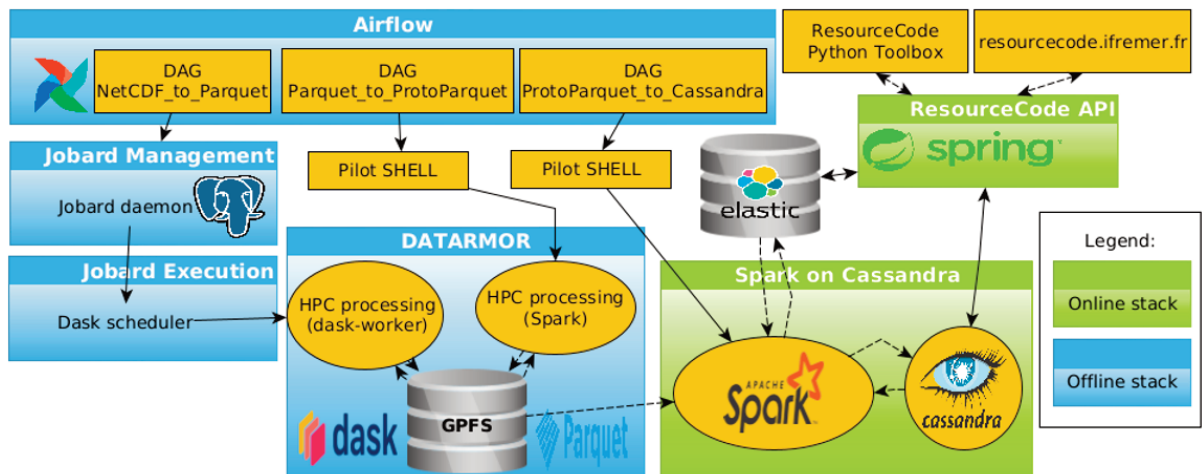 Airflow
DAG
NetCDF_to_Parquet
DAG
Parquet_to_ProtoParquet
DAG
ProtoParquet_to_Cassandra
ResourceCode
Python Toolbox
resourcecode.ifremer.fr
ResourceCode API
spring
Jobard Management
Jobard daemon
Pilot SHELL
Pilot SHELL
elastic
Jobard Execution
Dask scheduler
DATARMOR
HPC processing
(dask-worker)
HPC processing
(Spark)
GPFS
dask
Parquet
Spark on Cassandra
APACHE
Spark
cassandra
Legend:
Online stack
Offline stack